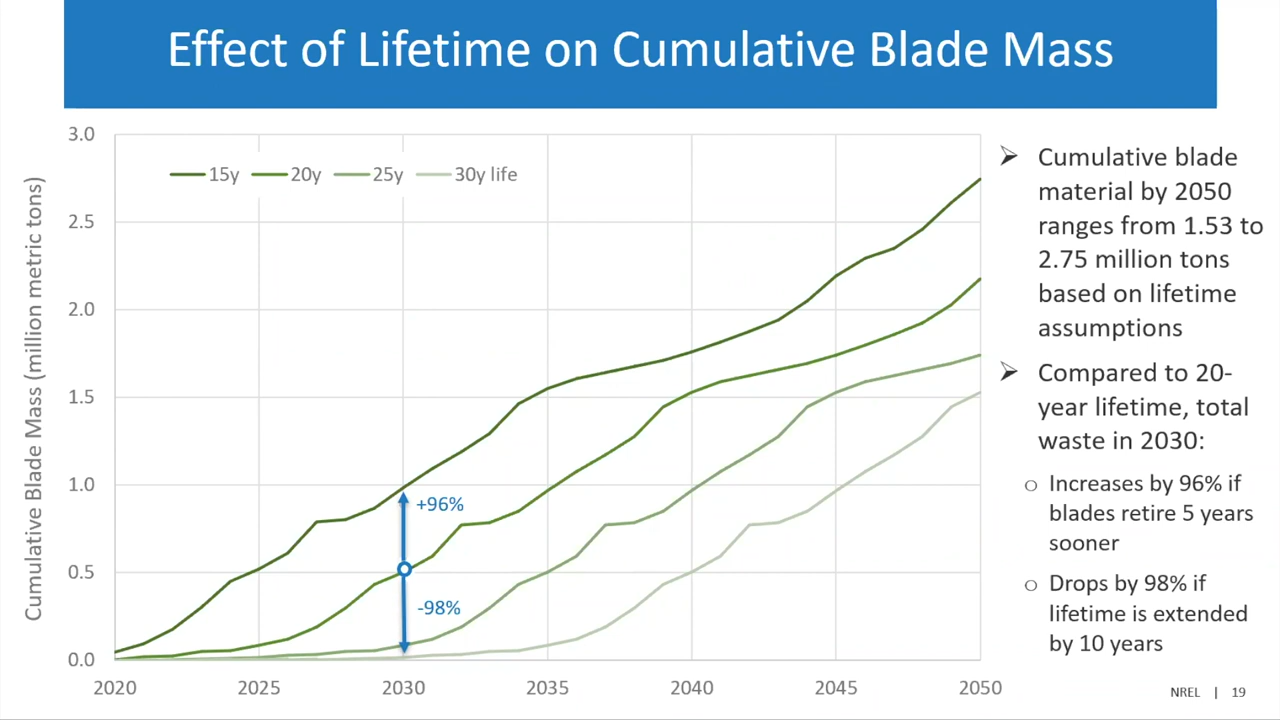 Effect of Lifetime on Cumulative Blade Mass
Cumulative Blade Mass (million metric tons)
3.0
2.5
2.0
1.5
1.0
0.5
0.0
15y 20y 25y 30y life
+96%
-98%
2020 2025 2030 2035 2040 2045 2050
➢ Cumulative blade
material by 2050
ranges from 1.53 to
2.75 million tons
based on lifetime
assumptions
➢ Compared to 20-
year lifetime, total
waste in 2030:
o Increases by 96% if
blades retire 5 years
sooner
o Drops by 98% if
lifetime is extended
by 10 years
NREL | 19